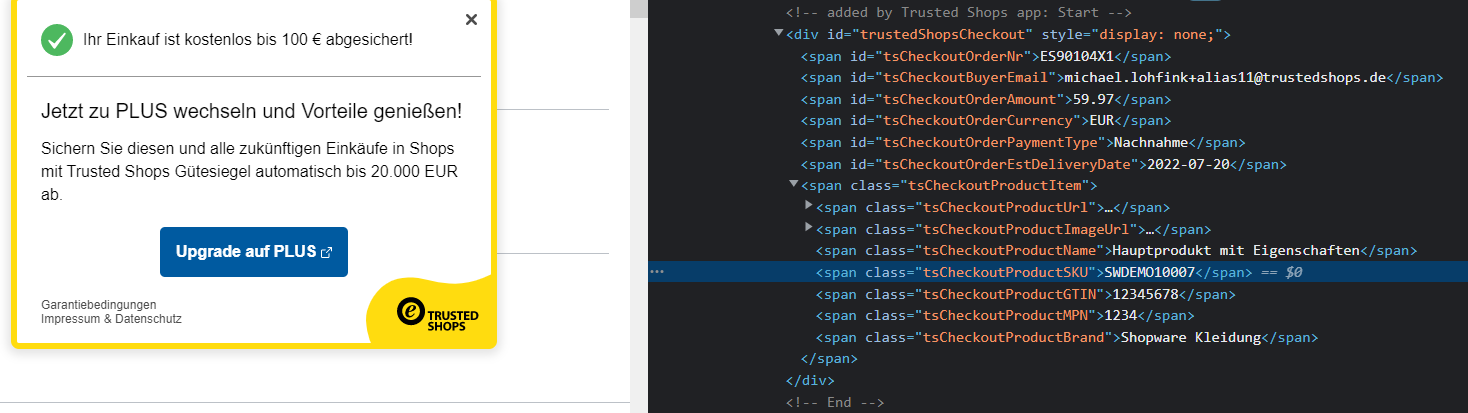 Ihr Einkauf ist kostenlos bis 100 € abgesichert!
Jetzt zu PLUS wechseln und Vorteile genießen!
Sichern Sie diesen und alle zukünftigen Einkäufe in Shops
mit Trusted Shops Gütesiegel automatisch bis 20.000 EUR
ab.
Upgrade auf PLUS
Garantiebedingungen
Impressum & Datenschutz
e TRUSTED
SHOPS
<!-- added by Trusted Shops app: Start -->
<div id="trustedShopsCheckout" style="display: none;">
<span id="tsCheckoutOrderNr">ES90104X1</span>
<span id="tsCheckoutBuyerEmail">michael.lohfink+alias11@trustedshops.de</span>
<span id="tsCheckoutOrderAmount">59.97</span>
<span id="tsCheckoutOrderCurrency">EUR</span>
<span id="tsCheckoutOrderPaymentType">Nachnahme</span>
<span id="tsCheckoutOrderEstDeliveryDate">2022-07-20</span>
<span class="tsCheckoutProductItem">
<span class="tsCheckoutProductUrl">…</span>
<span class="tsCheckoutProductImageUrl">…</span>
<span class="tsCheckoutProductName">Hauptprodukt mit Eigenschaften</span>
<span class="tsCheckoutProductSKU">SWDEMO10007</span> == $0
<span class="tsCheckoutProductGTIN">12345678</span>
<span class="tsCheckoutProductMPN">1234</span>
<span class="tsCheckoutProductBrand">Shopware Kleidung</span>
</span>
</div>
<!-- End -->